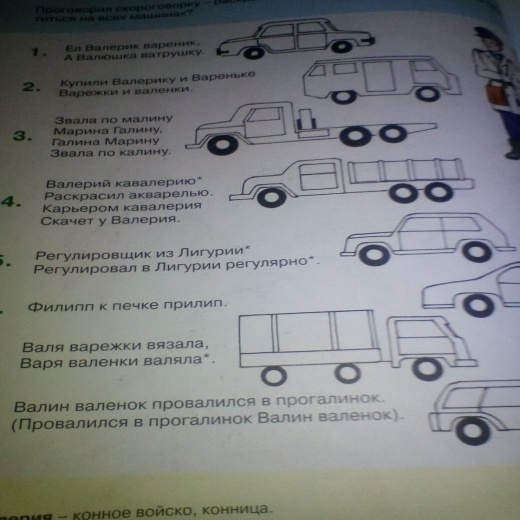 Проговорил скороговорку –
титься на всех машинах?
1. Ел Валерик вареник,
А Валюшка ватрушку.
2. Купили Валерику и Вареньке
Варежки и валенки.
3. Звала по малину
Марина Галину,
Галина Марину
Звала по калину.
4. Валерий кавалерию*
Раскрасил акварелью.
Карьером кавалерия
Скачет у Валерия.
5. Регулировщик из Лигурии*
Регулировал в Лигурии регулярно*.
Филипп к печке прилип.
Валя варежки вязала,
Варя валенки валяла*.
Валин валенок провалился в прогалинок.
(Провалился в прогалинок Валин валенок).
– конное войско, конница.